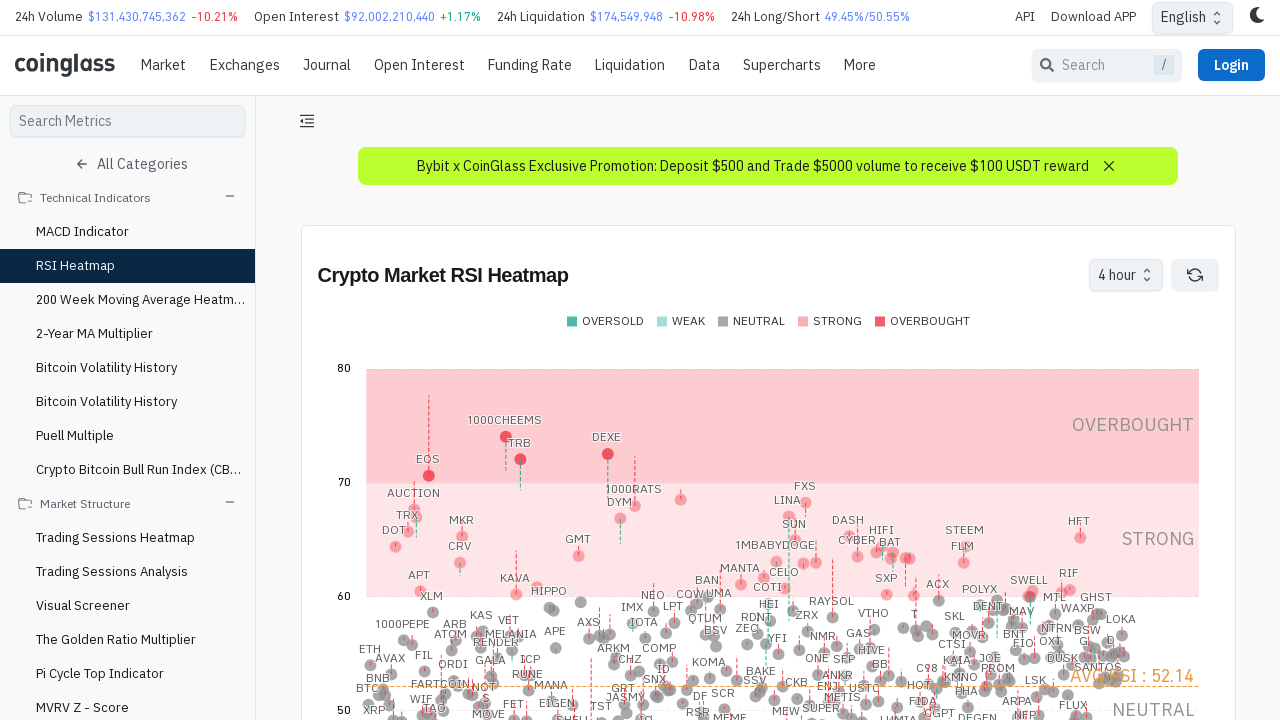 24h Volume $131,430,745,362 -10.21% Open Interest $92,002,210,440 +1.17% 24h Liquidation $174,549,948 -10.98% 24h Long/Short 49.45%/50.55% API Download APP English
coinglass Market Exchanges Journal Open Interest Funding Rate Liquidation Data Supercharts More Search / Login
Search Metrics
All Categories
Technical Indicators
MACD Indicator
RSI Heatmap
200 Week Moving Average Heatm...
2-Year MA Multiplier
Bitcoin Volatility History
Bitcoin Volatility History
Puell Multiple
Crypto Bitcoin Bull Run Index (CB...
Market Structure
Trading Sessions Heatmap
Trading Sessions Analysis
Visual Screener
The Golden Ratio Multiplier
Pi Cycle Top Indicator
MVRV Z - Score
Bybit x CoinGlass Exclusive Promotion: Deposit $500 and Trade $5000 volume to receive $100 USDT reward
Crypto Market RSI Heatmap
4 hour
OVERSOLD WEAK NEUTRAL STRONG OVERBOUGHT
80
1000CHEEMS
OVERBOUGHT
TRB DEXE
EOS
70
AUCTION 1000RATS FXS
DYM LINA
TRX MKR SUN DASH HFT
DOT HIFI STEEM
CRV GMT 1MBABYDOGE CYBER BAT FLM STRONG
APT KAVA MANTA CELO SXP SWELL RIF
60
XLM HIPPO NEO BAN COTI ACX POLYX MTL GHST
IMX LPT COW UMA HEI RAYSOL DENT WAXP
1000PEPE ARB KAS VET AXS IOTA QTUM RDNT ZRX VTHO T SKL MAV LOKA
ATOM MELANIA APE BSV ZEC YFI NMR GAS MOVR BNT NTRN BSW
ETH AVAX FIL RENDER ARKM COMP HIVE CTSI FIO OXT G D
ORDI GALA ICP CHZ KOMA ONE SEP BB KAIA JOE DUSK
BNB RUNE ID BAKE ANKR C98 PROM SANTOS
BTC FARTCOIN NOT MANA GRT SNX SSV CKB ENJ USTC HOT KMNO LSK AVG RSI : 52.14
XRP WIF S FET EIGEN JASMY DF SCR METIS FIDA PHA ARPA FLUX
50 TAO MOVE TST RSR MEW SUPER NEUTRAL
SHELL IO MEME LUMIA GGPT DEGEN NFP